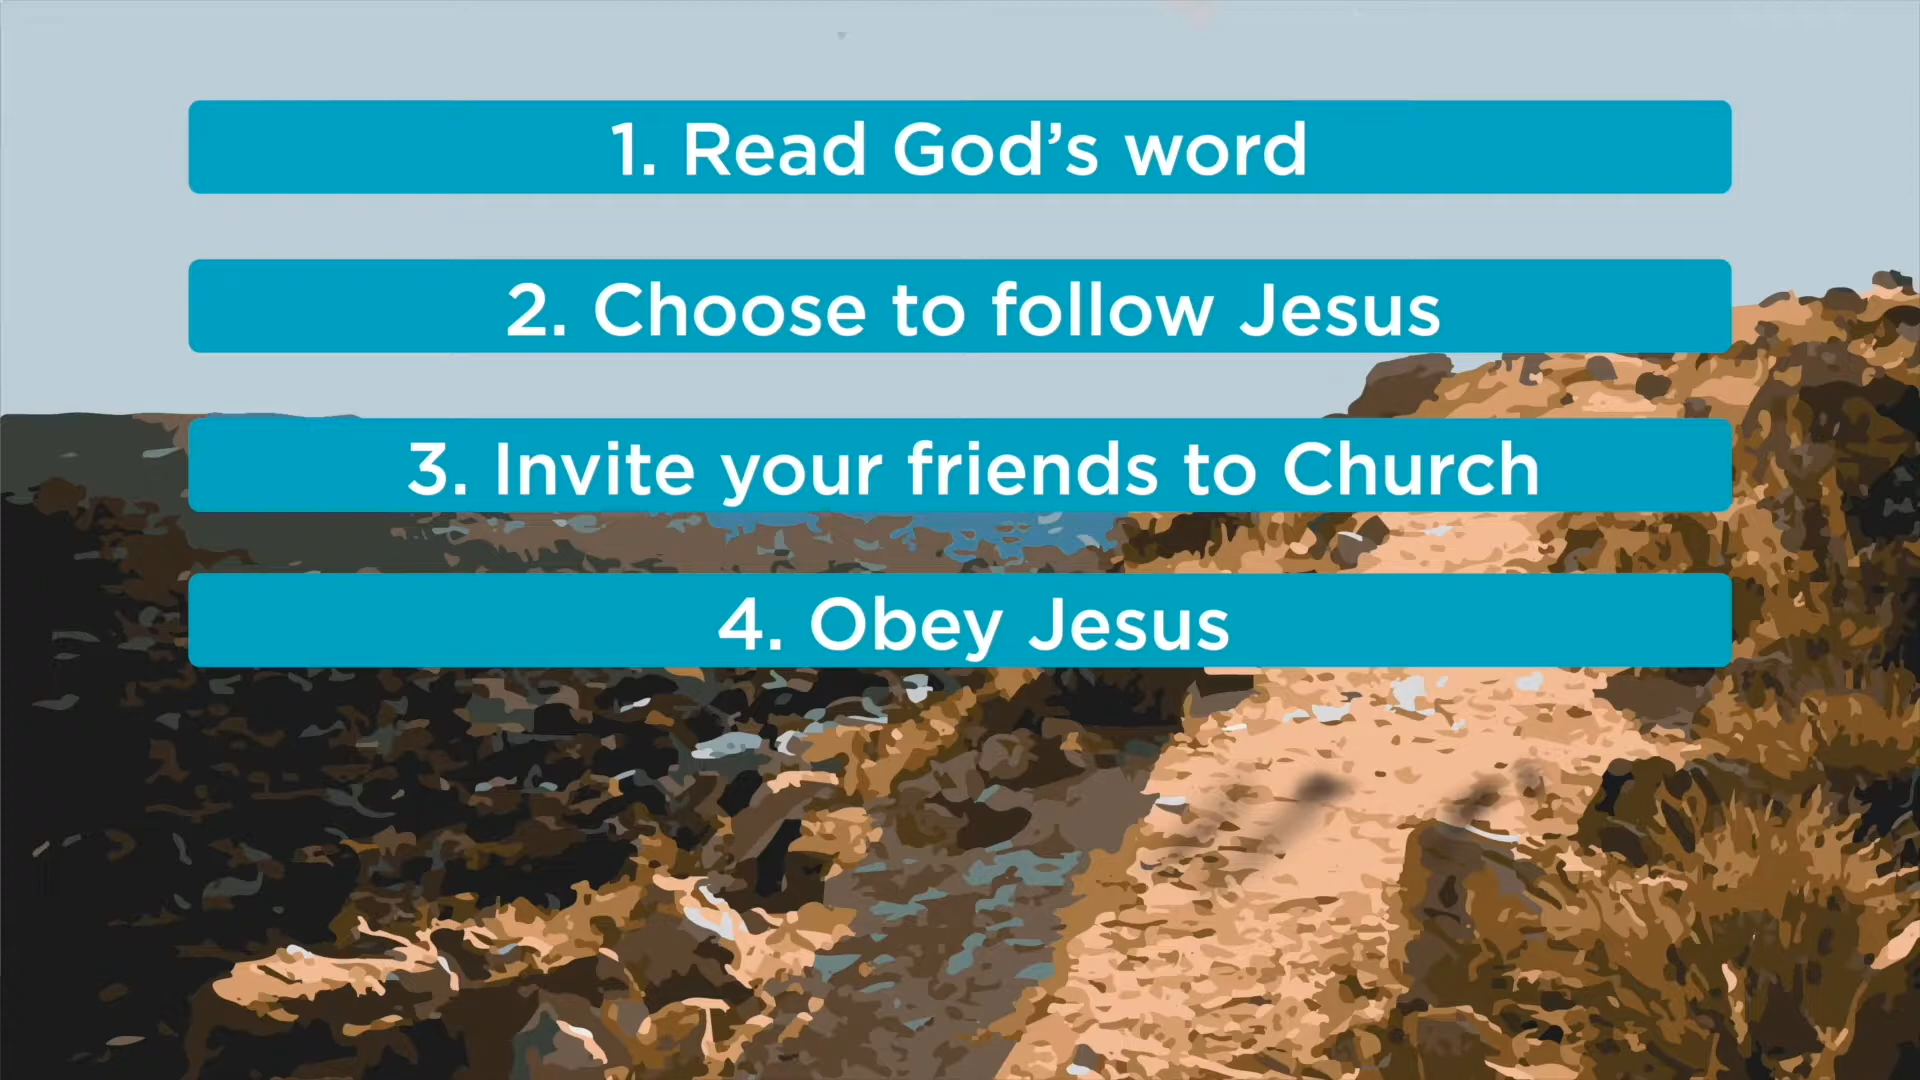 1. Read God’s word
2. Choose to follow Jesus
3. Invite your friends to Church
4. Obey Jesus